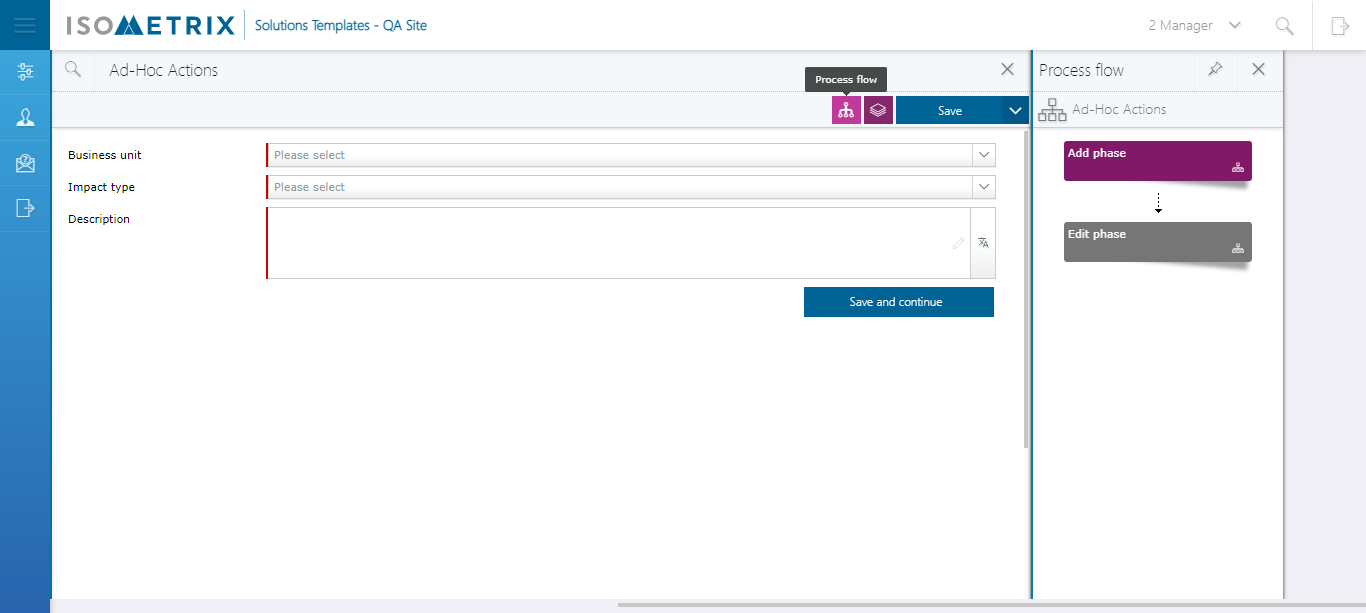 ISOMETRIX
Solutions Templates - QA Site
2 Manager
Ad-Hoc Actions
Process flow
Save
Business unit
Please select
Impact type
Please select
Description
Save and continue
Process flow
Ad-Hoc Actions
Add phase
Edit phase